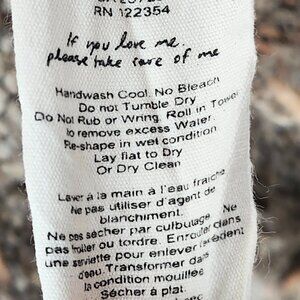 RN 122354
If you love me,
please take care of me
Handwash Cool. No Bleach
Do not Tumble Dry
Do Not Rub or Wring. Roll in Towel
to remove excess Water.
Re-shape in wet condition
Lay flat to Dry
Or Dry Clean
Laver à la main à l'eau fraîche
Ne pas utiliser d'agent de
blanchiment.
Ne pas sécher par culbutage. Ne
pas frotter ou tordre. Enrouler dans
une serviette pour enlever l'excédent
d'eau. Transformer dans
la condition mouillée
Sécher à plat.